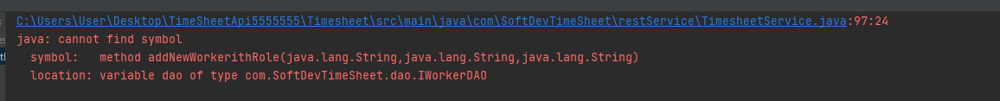 C:\Users\User\Desktop\TimeSheetApi5555555\Timesheet\src\main\java\com\SoftDevTimeSheet\restService\TimesheetService.java:97:24
java: cannot find symbol
symbol:   method addNewWorkerithRole(java.lang.String,java.lang.String,java.lang.String)
location: variable dao of type com.SoftDevTimeSheet.dao.IWorkerDAO